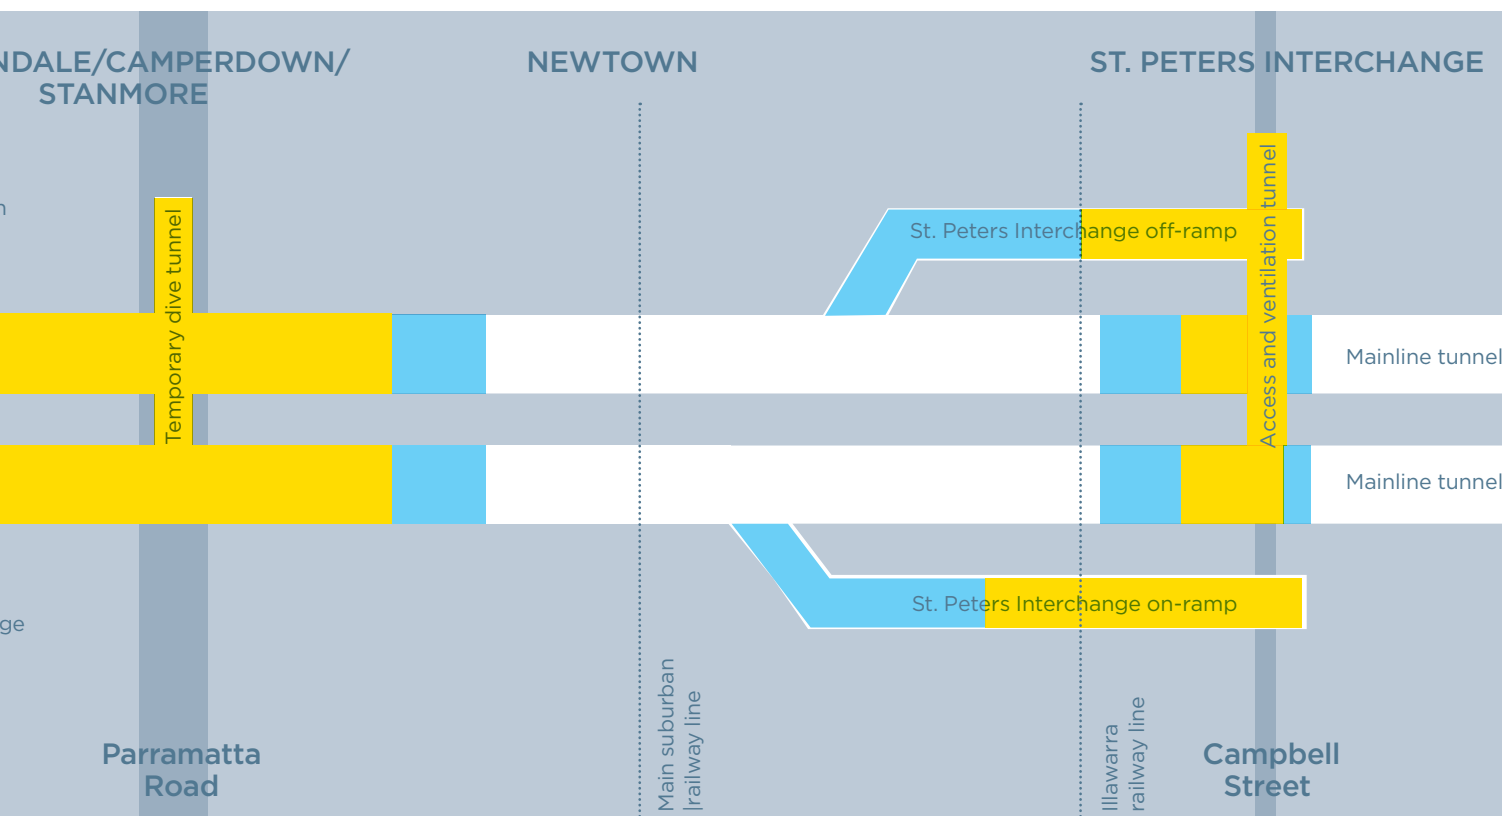 NDALE/CAMPERDOWN/
STANMORE
NEWTOWN
ST. PETERS INTERCHANGE
n
Temporary dive tunnel
St. Peters Interchange off-ramp
Access and ventilation tunnel
Mainline tunnel
Mainline tunnel
St. Peters Interchange on-ramp
ge
Main suburban
|railway line
Illawarra
railway line
Parramatta
Road
Campbell
Street